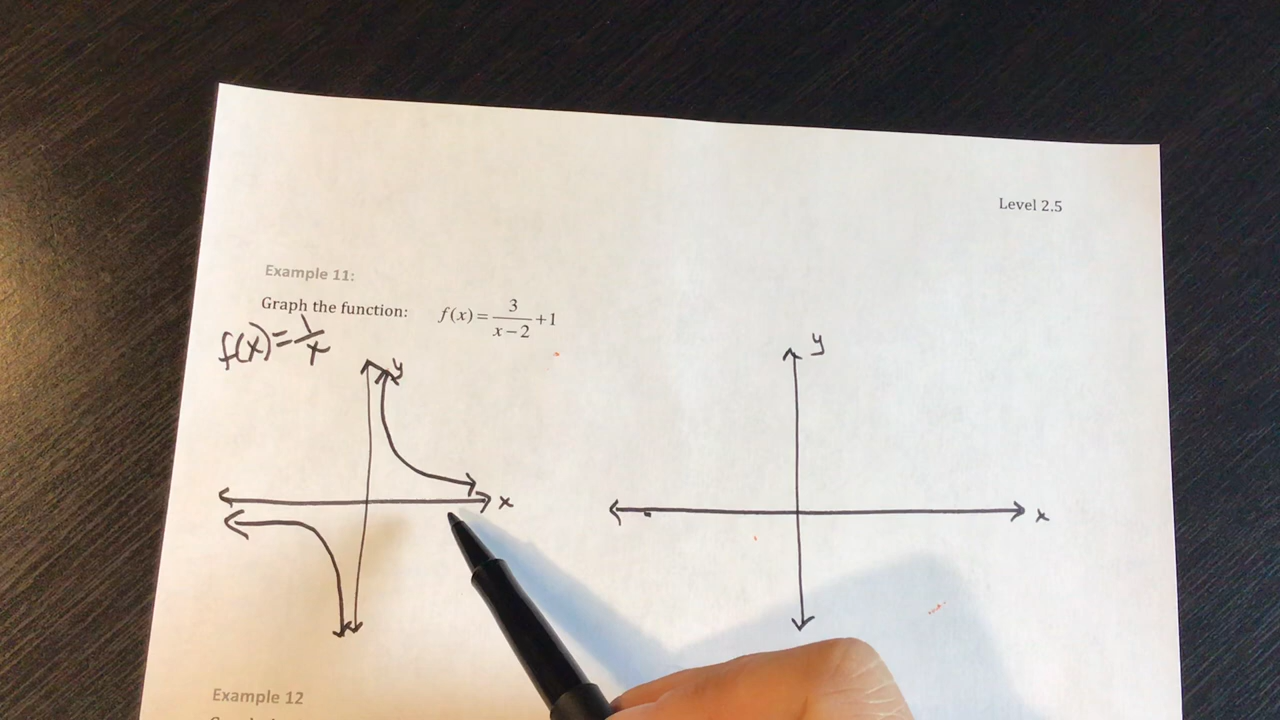 Level 2.5
Example 11:
Graph the function: f(x)=3/(x−2)+1
f(x)=1/x
y
x
y
x
Example 12